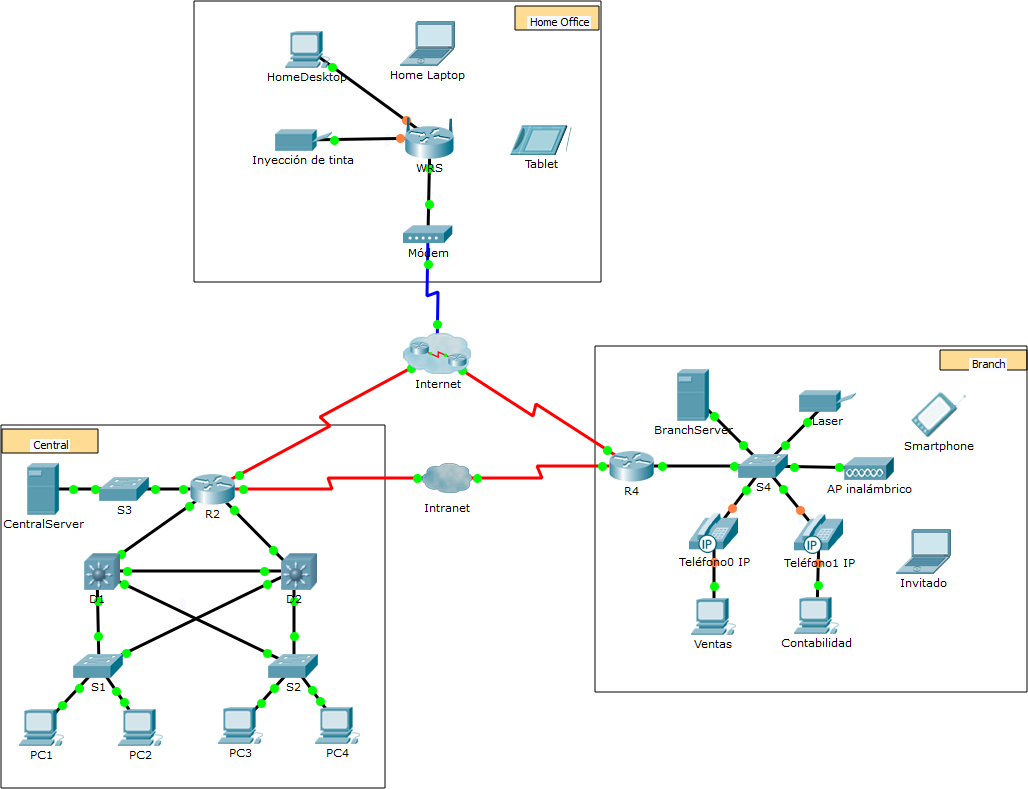 Home Office
HomeDesktop
Home Laptop
Inyección de tinta
WRS
Tablet
Módem
Internet
Branch
BranchServer
Laser
Smartphone
Central
CentralServer
S3
R2
Intranet
R4
S4
AP inalámbrico
IP
IP
Teléfono0 IP
Teléfono1 IP
Invitado
D1
D2
Ventas
Contabilidad
S1
S2
PC1
PC2
PC3
PC4